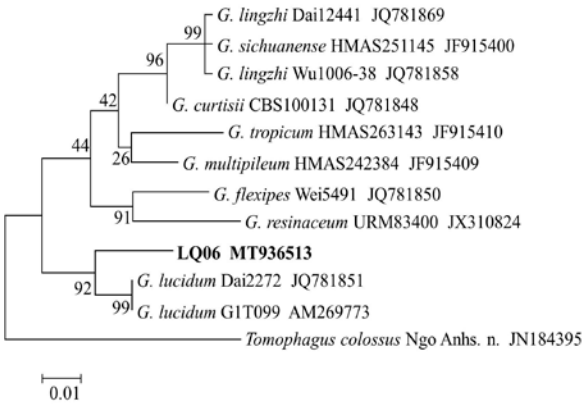 G. lingzhi Dai12441 JQ781869
99
G. sichuanense HMAS251145 JF915400
96
G. lingzhi Wu1006-38 JQ781858
42
G. curtisii CBS100131 JQ781848
G. tropicum HMAS263143 JF915410
44
26
G. multipileum HMAS242384 JF915409
G. flexipes Wei5491 JQ781850
91
G. resinaceum URM83400 JX310824
LQ06 MT936513
G. lucidum Dai2272 JQ781851
92
99
G. lucidum G1T099 AM269773
Tomophagus colossus Ngo Anhs. n. JN184395
0.01